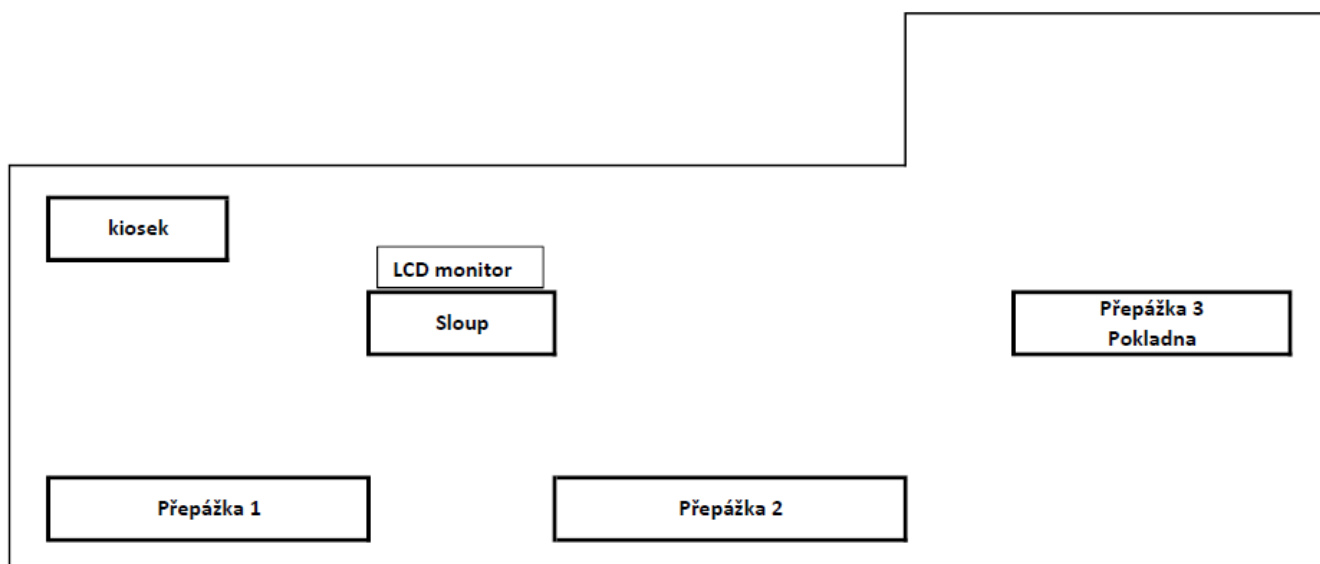 kiosek
LCD monitor
Sloup
Přepážka 3
Pokladna
Přepážka 1
Přepážka 2